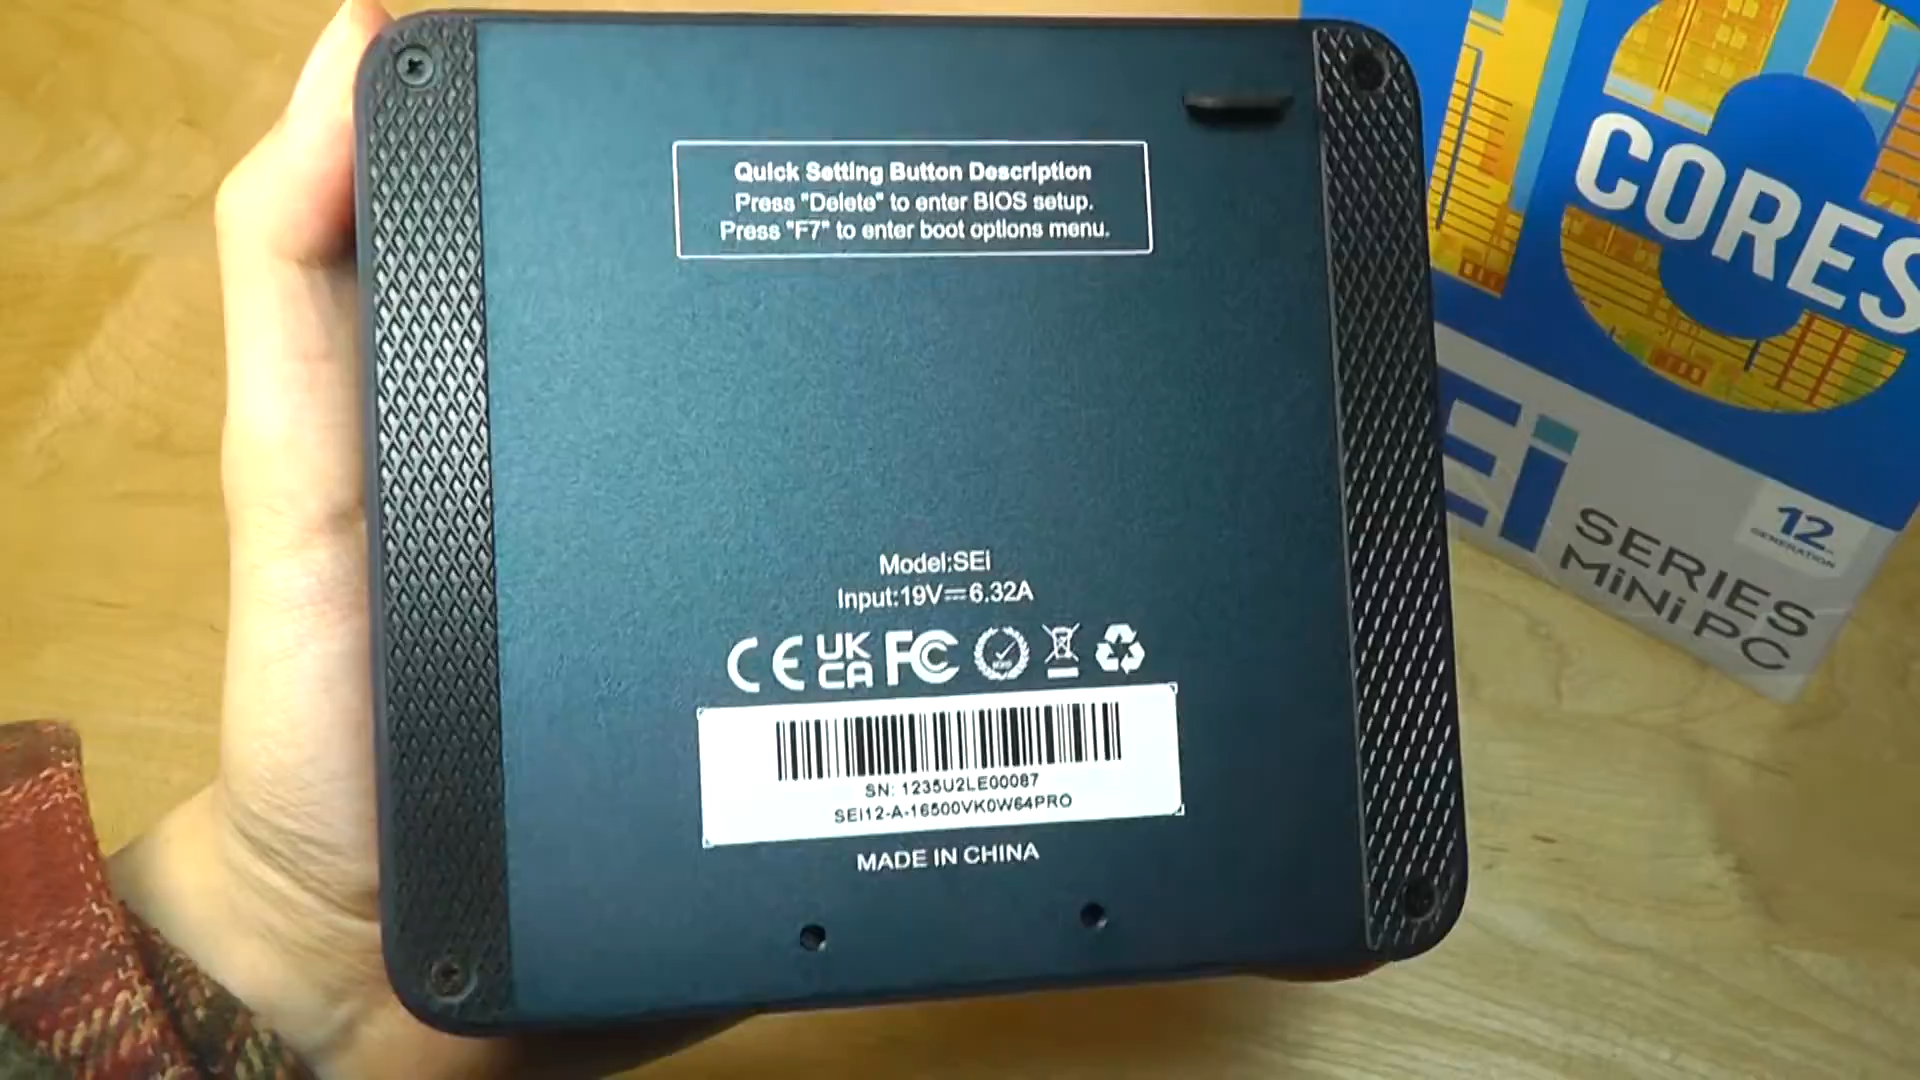 Quick Setting Button Description
Press "Delete" to enter BIOS setup.
Press "F7" to enter boot options menu.
Model:SEi
Input:19V⎓6.32A
CE UK CA FC
SN: 1235U2LE00087
SEI12-A-16500VK0W64PRO
MADE IN CHINA
CORES
SEi SERIES
MiNi PC
12
GENERATION